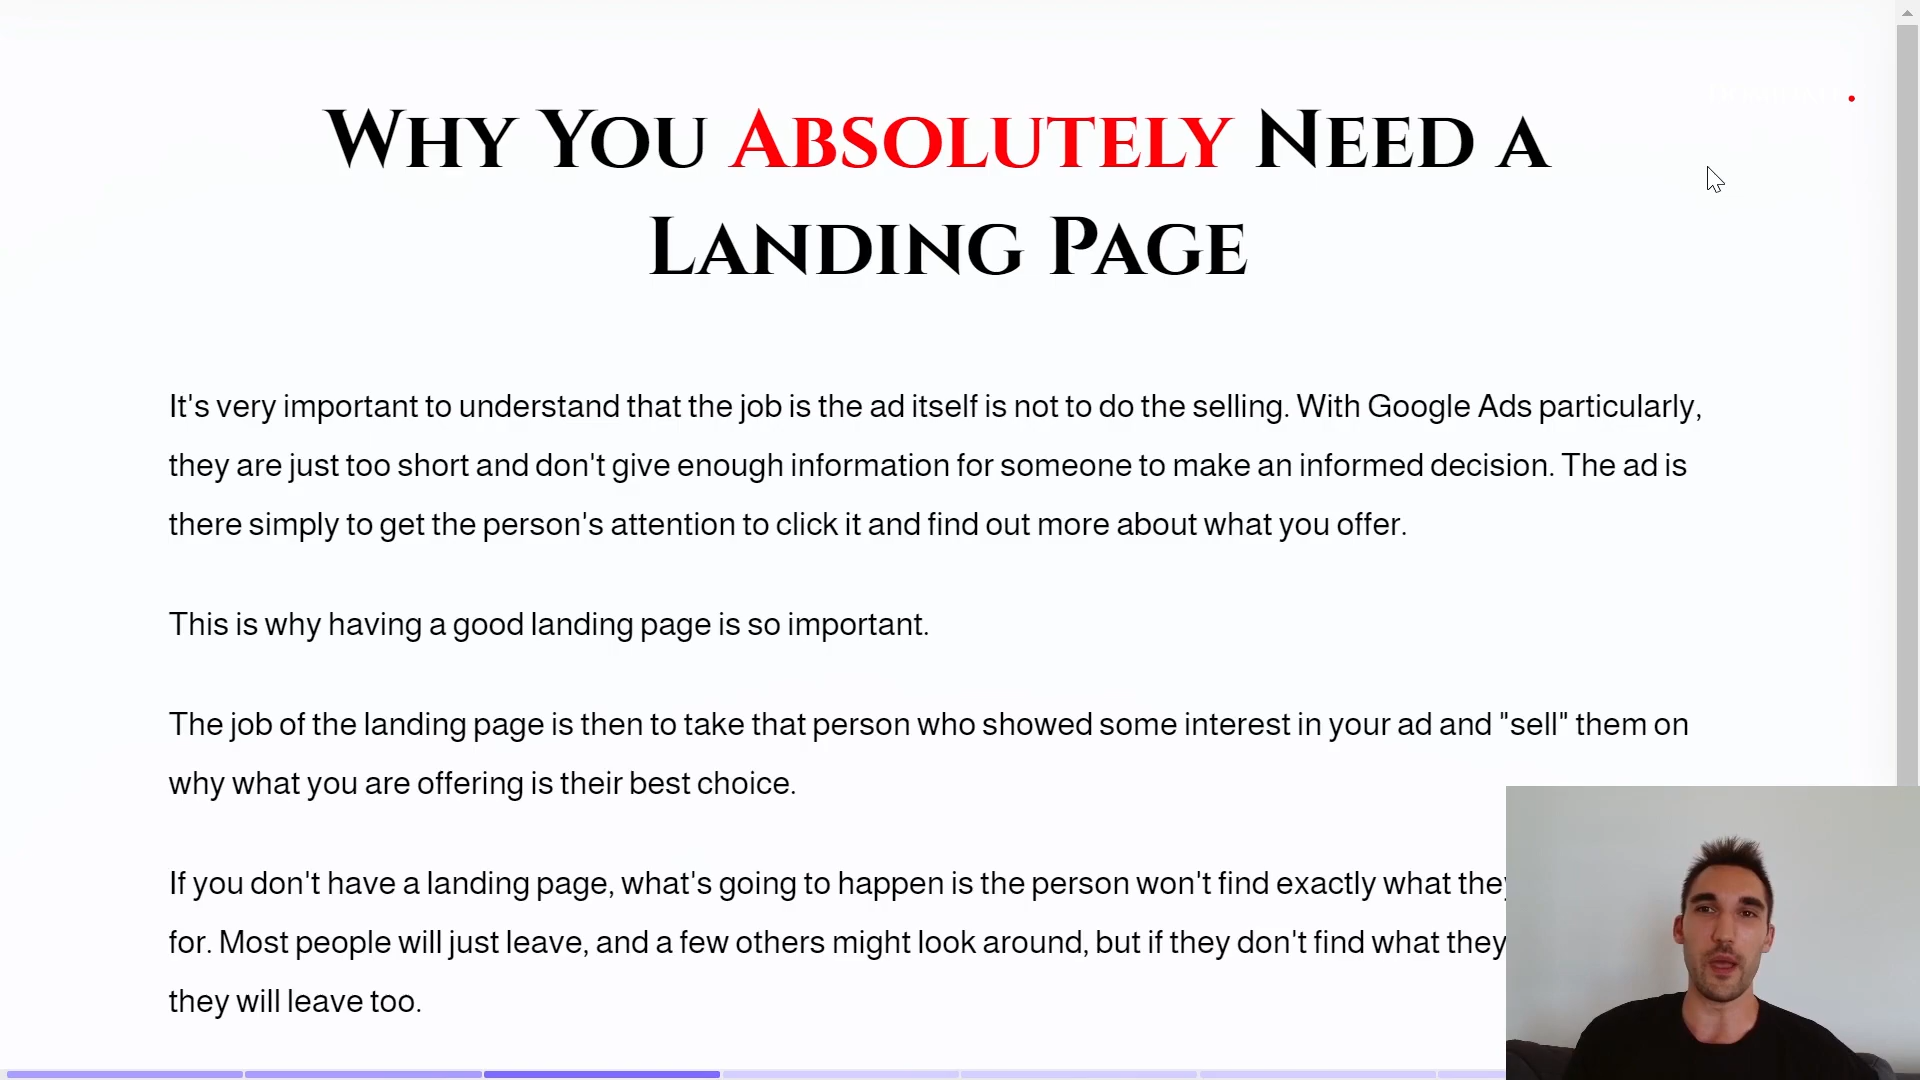 Why You Absolutely Need a
Landing Page
It's very important to understand that the job is the ad itself is not to do the selling. With Google Ads particularly,
they are just too short and don't give enough information for someone to make an informed decision. The ad is
there simply to get the person's attention to click it and find out more about what you offer.
This is why having a good landing page is so important.
The job of the landing page is then to take that person who showed some interest in your ad and "sell" them on
why what you are offering is their best choice.
If you don't have a landing page, what's going to happen is the person won't find exactly what they
for. Most people will just leave, and a few others might look around, but if they don't find what they
they will leave too.